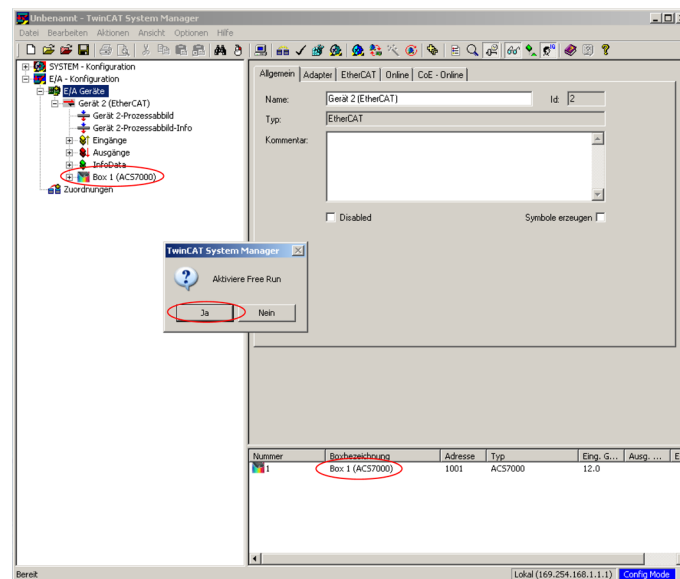 Unbenannt - TwinCAT System Manager
Datei Bearbeiten Aktionen Ansicht Optionen Hilfe
SYSTEM - Konfiguration
E/A - Konfiguration
E/A Geräte
Gerät 2 (EtherCAT)
Gerät 2-Prozessabbild
Gerät 2-Prozessabbild-Info
Eingänge
Ausgänge
InfoData
Box 1 (ACS7000)
Zuordnungen
Allgemein Adapter EtherCAT Online CoE - Online
Name: Gerät 2 (EtherCAT) Id: 2
Typ: EtherCAT
Kommentar:
Disabled Symbole erzeugen
TwinCAT System Manager
Aktiviere Free Run
Ja Nein
Nummer Boxbezeichnung Adresse Typ Eing. G... Ausg. ... E
1 Box 1 (ACS7000) 1001 ACS7000 12.0
Bereit Lokal (169.254.168.1.1.1) Config Mode